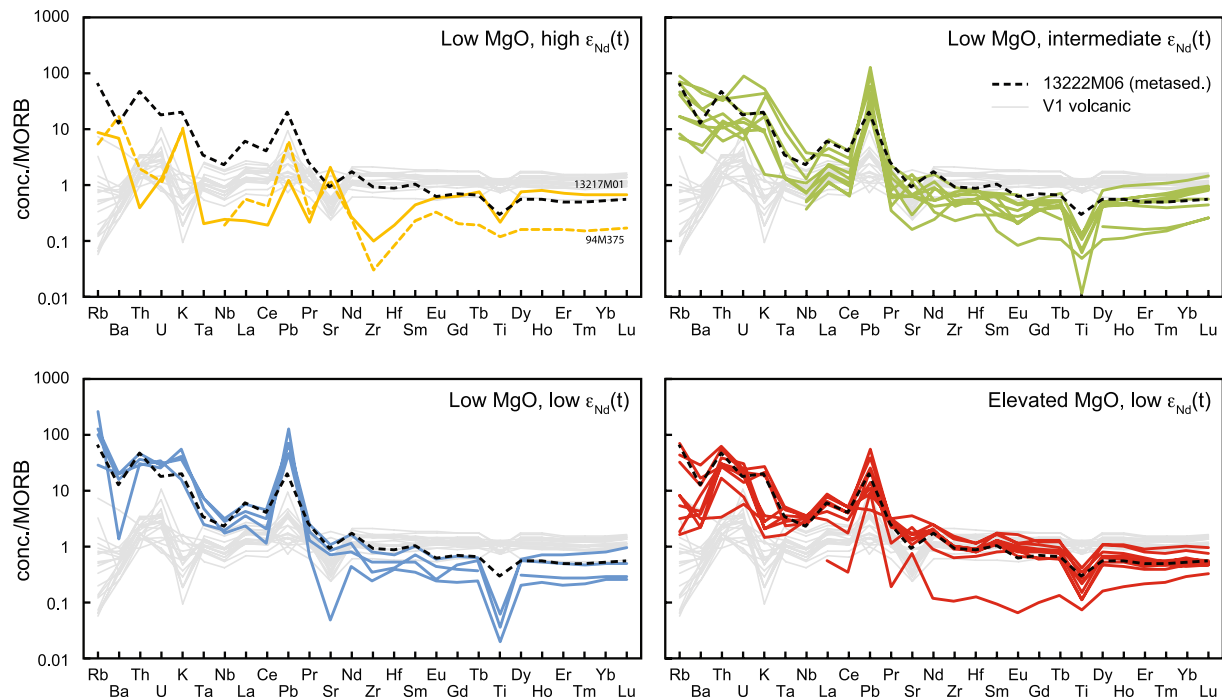 Low MgO, high εNd(t)
1000
100
10
1
0.1
0.01
conc./MORB
13217M01
94M375
Rb Th K Nb Ce Pr Nd Hf Eu Tb Dy Er Yb
Ba U Ta La Pb Sr Zr Sm Gd Ti Ho Tm Lu
Low MgO, intermediate εNd(t)
13222M06 (metased.)
V1 volcanic
Rb Th K Nb Ce Pr Nd Hf Eu Tb Dy Er Yb
Ba U Ta La Pb Sr Zr Sm Gd Ti Ho Tm Lu
Low MgO, low εNd(t)
1000
100
10
1
0.1
0.01
conc./MORB
Rb Th K Nb Ce Pr Nd Hf Eu Tb Dy Er Yb
Ba U Ta La Pb Sr Zr Sm Gd Ti Ho Tm Lu
Elevated MgO, low εNd(t)
Rb Th K Nb Ce Pr Nd Hf Eu Tb Dy Er Yb
Ba U Ta La Pb Sr Zr Sm Gd Ti Ho Tm Lu